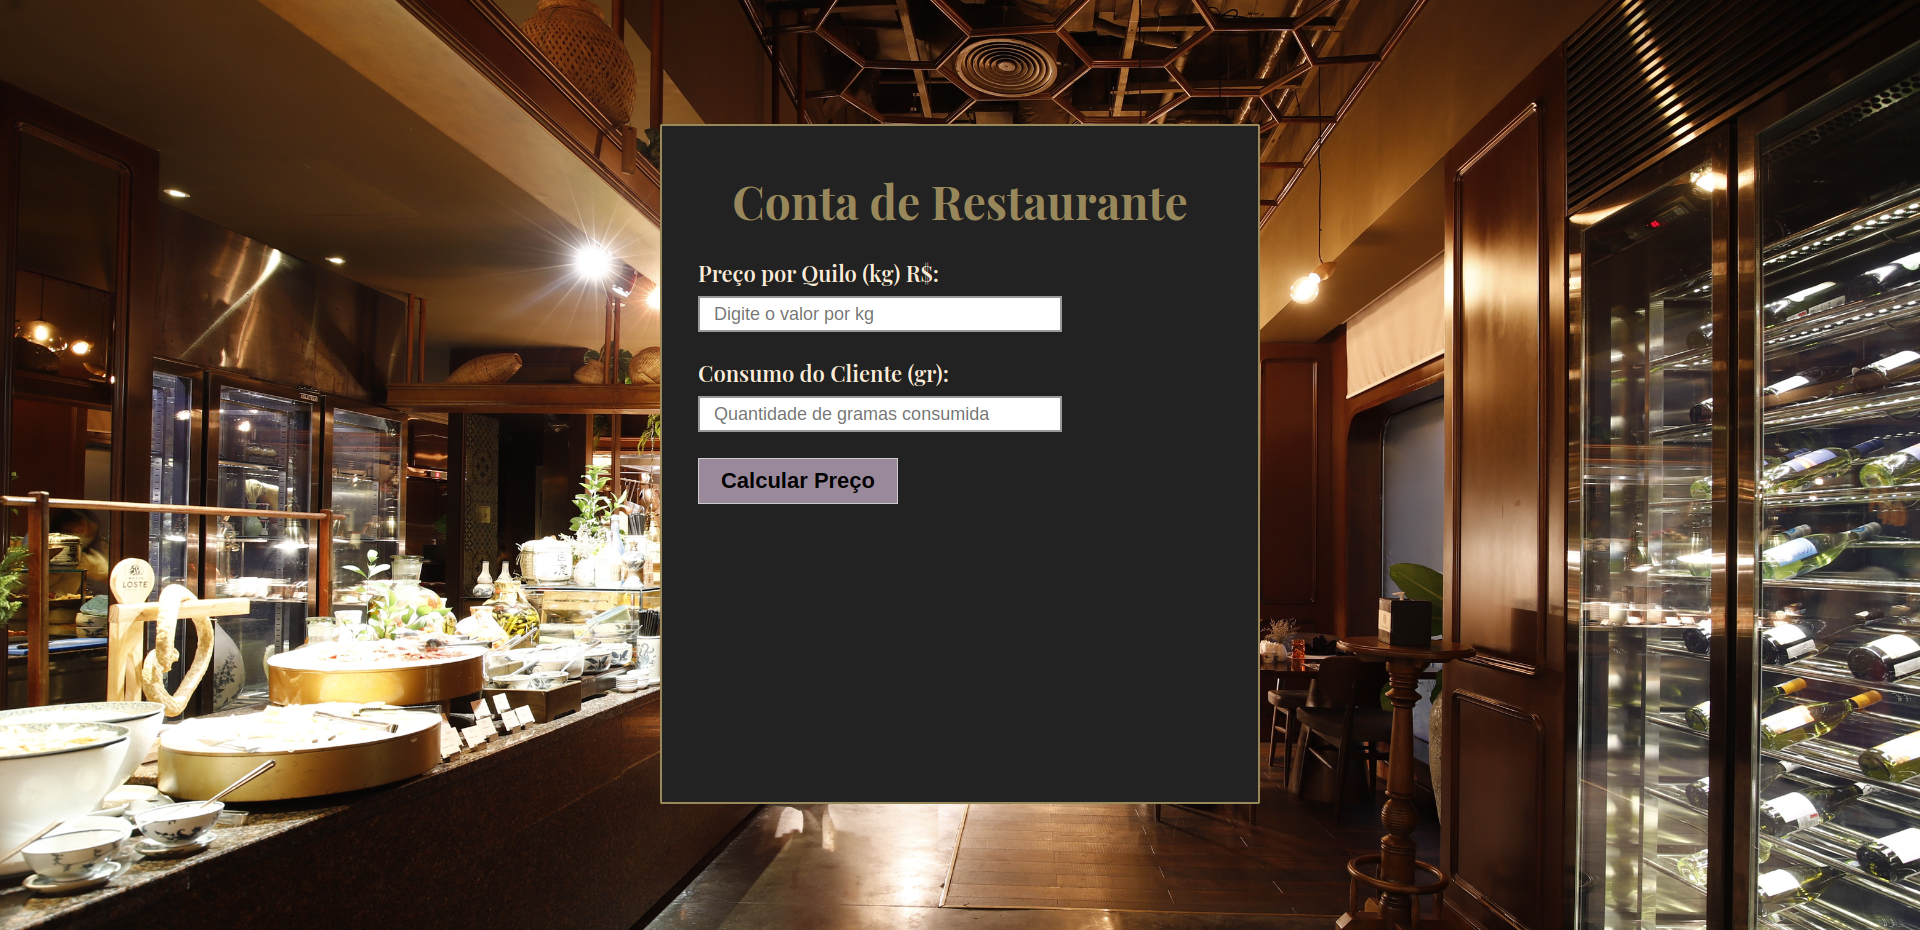 Conta de Restaurante
Preço por Quilo (kg) R$:
Digite o valor por kg
Consumo do Cliente (gr):
Quantidade de gramas consumida
Calcular Preço
LOSTE